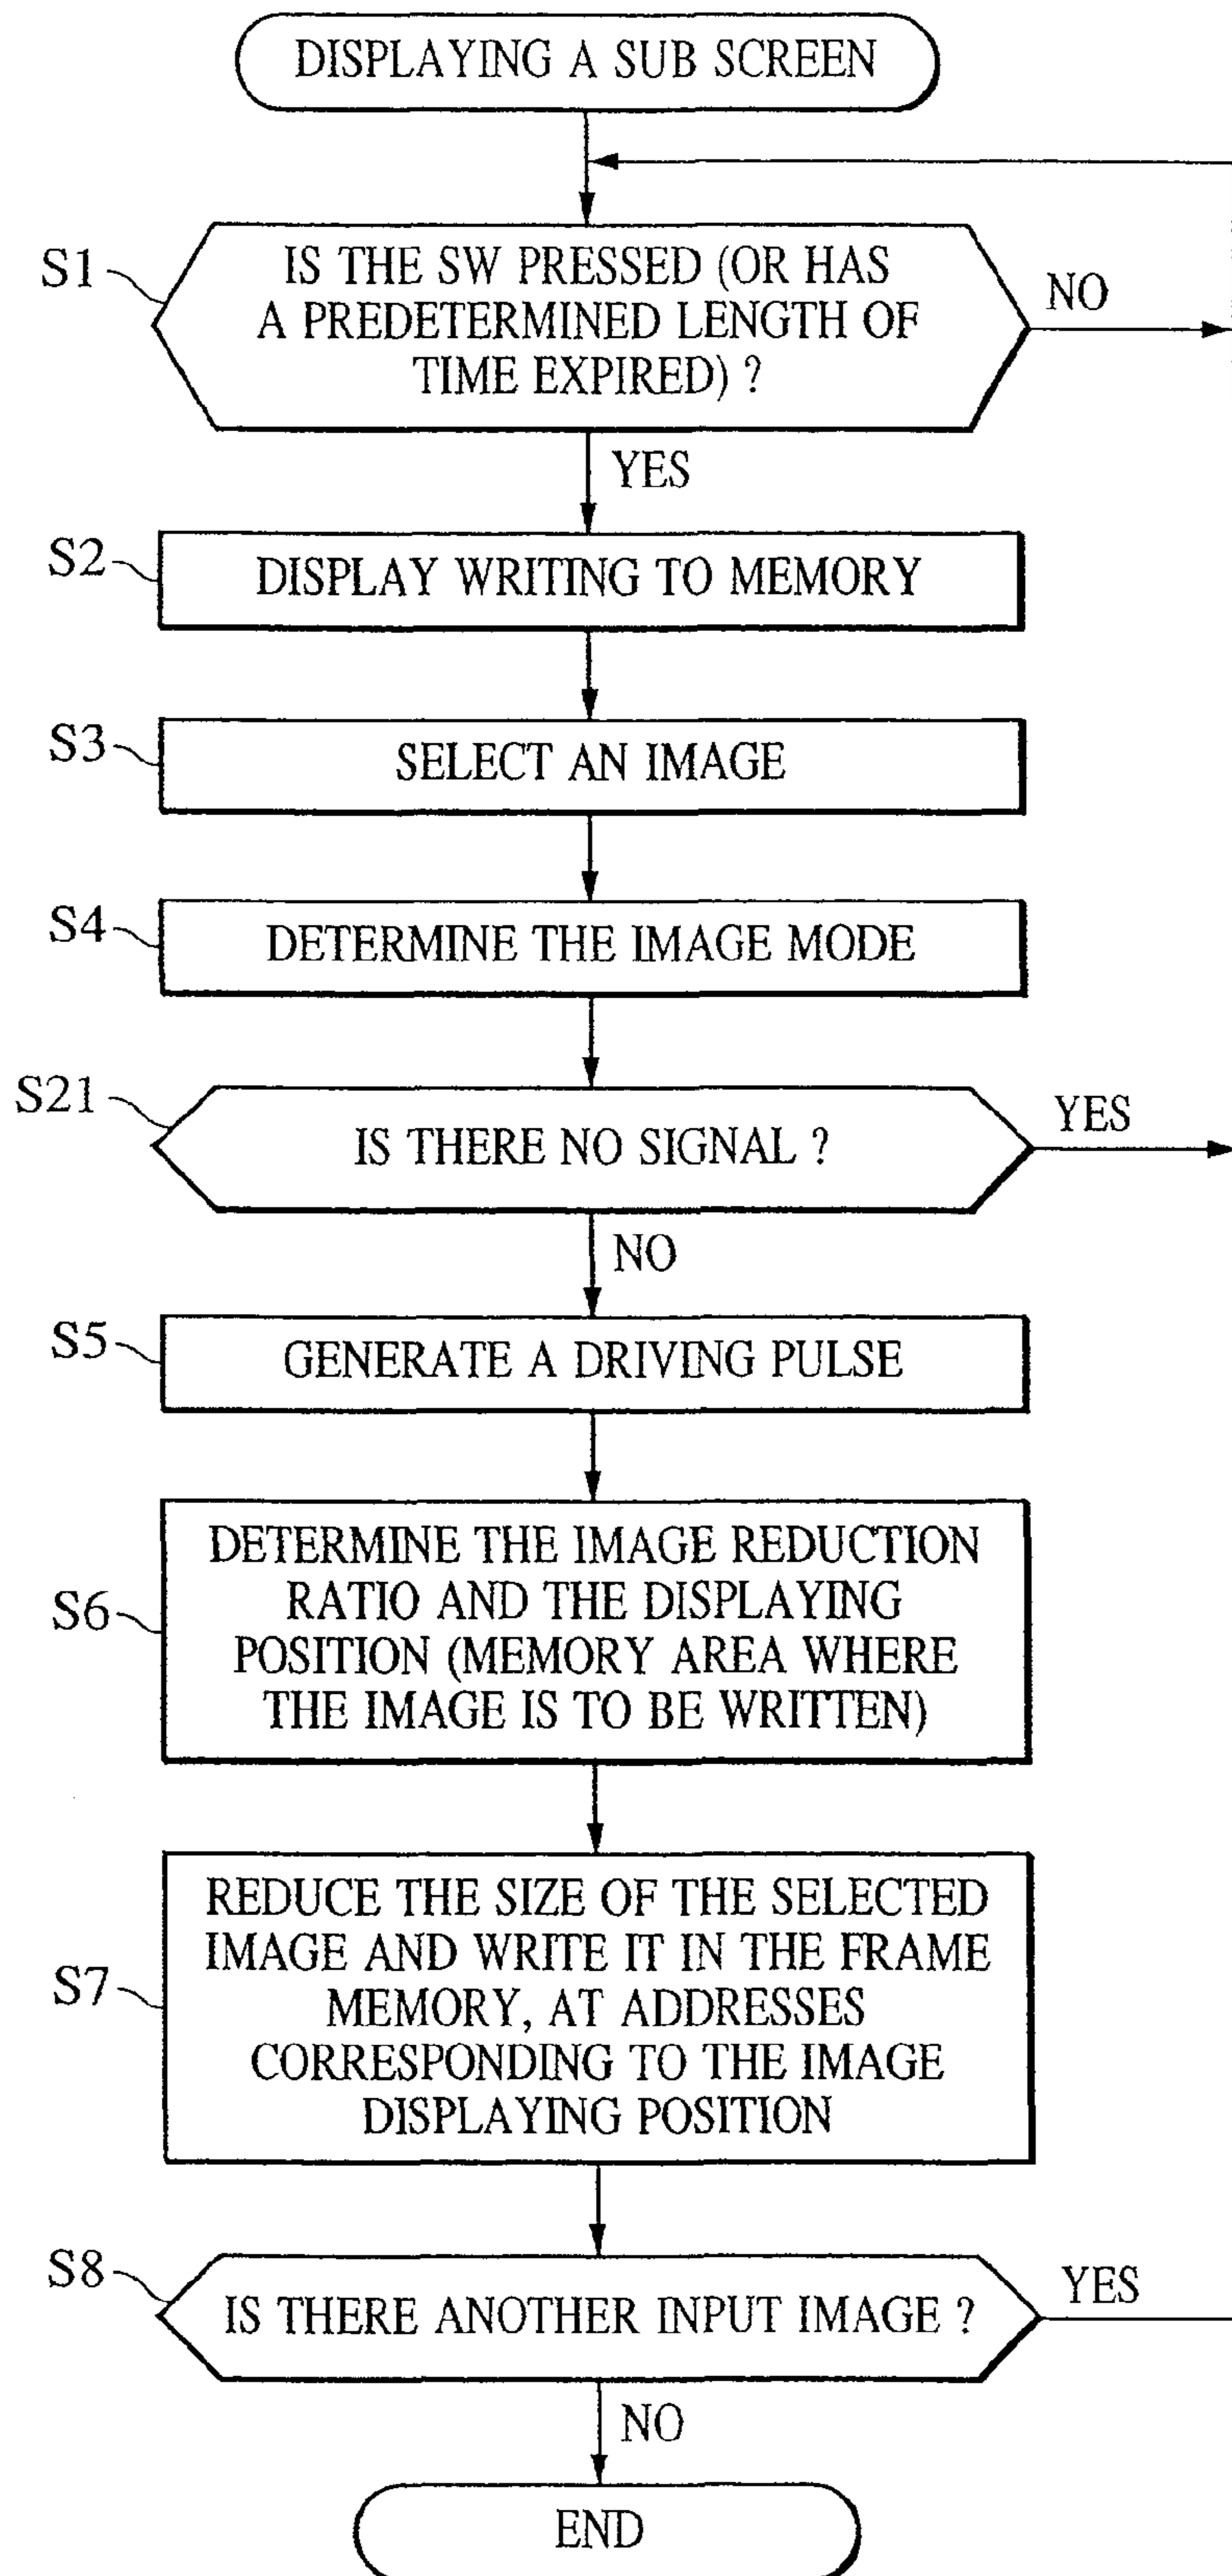 DISPLAYING A SUB SCREEN
S1
IS THE SW PRESSED (OR HAS
A PREDETERMINED LENGTH OF
TIME EXPIRED) ?
NO
YES
S2
DISPLAY WRITING TO MEMORY
S3
SELECT AN IMAGE
S4
DETERMINE THE IMAGE MODE
S21
IS THERE NO SIGNAL ?
YES
NO
S5
GENERATE A DRIVING PULSE
S6
DETERMINE THE IMAGE REDUCTION
RATIO AND THE DISPLAYING
POSITION (MEMORY AREA WHERE
THE IMAGE IS TO BE WRITTEN)
S7
REDUCE THE SIZE OF THE SELECTED
IMAGE AND WRITE IT IN THE FRAME
MEMORY, AT ADDRESSES
CORRESPONDING TO THE IMAGE
DISPLAYING POSITION
S8
IS THERE ANOTHER INPUT IMAGE ?
YES
NO
END